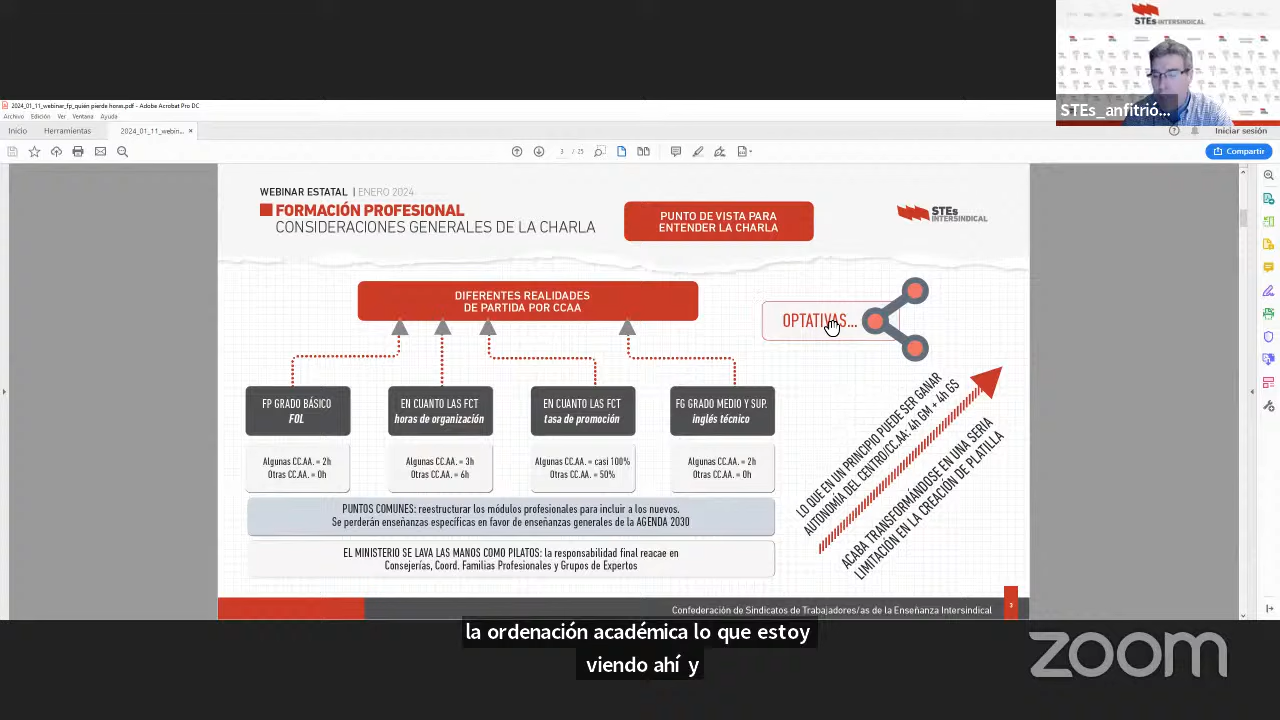 STEs
INTERSINDICAL
STEs_anfitrió...
2024_01_11_webinar_fp_quién pierde horas.pdf - Adobe Acrobat Pro DC
Archivo Edición Ver Ventana Ayuda
Inicio Herramientas 2024_01_11_webin... × Iniciar sesión
3 / 25 Compartir
WEBINAR ESTATAL | ENERO 2024
FORMACIÓN PROFESIONAL
CONSIDERACIONES GENERALES DE LA CHARLA
PUNTO DE VISTA PARA
ENTENDER LA CHARLA
STEs
INTERSINDICAL
DIFERENTES REALIDADES
DE PARTIDA POR CCAA
OPTATIVAS...
FP GRADO BÁSICO
FOL
EN CUANTO LAS FCT
horas de organización
EN CUANTO LAS FCT
tasa de promoción
FG GRADO MEDIO Y SUP.
inglés técnico
Algunas CC.AA. = 2h
Otras CC.AA. = 0h
Algunas CC.AA. = 3h
Otras CC.AA. = 6h
Algunas CC.AA. = casi 100%
Otras CC.AA. = 50%
Algunas CC.AA. = 2h
Otras CC.AA. = 0h
LO QUE EN UN PRINCIPIO PUEDE SER GANAR
AUTONOMÍA DEL CENTRO/CC.AA: 4h GM + 4h GS
ACABA TRANSFORMÁNDOSE EN UNA SERIA
LIMITACIÓN EN LA CREACIÓN DE PLATILLA
PUNTOS COMUNES: reestructurar los módulos profesionales para incluir a los nuevos.
Se perderán enseñanzas específicas en favor de enseñanzas generales de la AGENDA 2030
EL MINISTERIO SE LAVA LAS MANOS COMO PILATOS: la responsabilidad final reacae en
Consejerías, Coord. Familias Profesionales y Grupos de Expertos
Confederación de Sindicatos de Trabajadores/as de la Enseñanza Intersindical
3
la ordenación académica lo que estoy
viendo ahí y
zoom